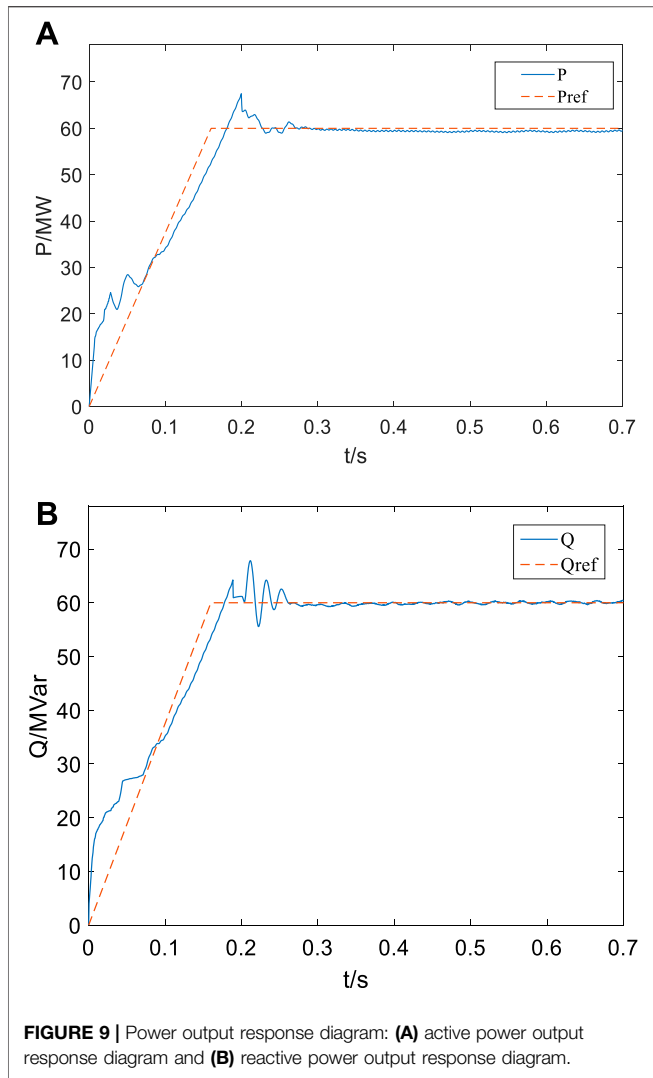 A
P/MW
70
60
50
40
30
20
10
0
P
Pref
0 0.1 0.2 0.3 0.4 0.5 0.6 0.7
t/s
B
Q/MVar
70
60
50
40
30
20
10
0
Q
Qref
0 0.1 0.2 0.3 0.4 0.5 0.6 0.7
t/s
FIGURE 9 | Power output response diagram: (A) active power output
response diagram and (B) reactive power output response diagram.